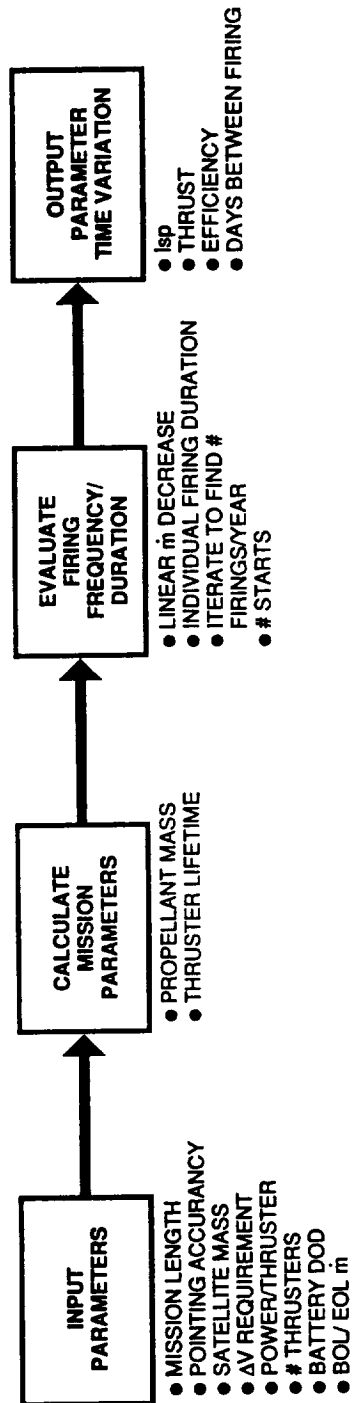 INPUT
PARAMETERS
● MISSION LENGTH
● POINTING ACCURANCY
● SATELLITE MASS
● ΔV REQUIREMENT
● POWER/THRUSTER
● # THRUSTERS
● BATTERY DOD
● BOL/ EOL ṁ
CALCULATE
MISSION
PARAMETERS
● PROPELLANT MASS
● THRUSTER LIFETIME
EVALUATE
FIRING
FREQUENCY/
DURATION
● LINEAR ṁ DECREASE
● INDIVIDUAL FIRING DURATION
● ITERATE TO FIND #
FIRINGS/YEAR
● # STARTS
OUTPUT
PARAMETER
TIME VARIATION
● Isp
● THRUST
● EFFICIENCY
● DAYS BETWEEN FIRING